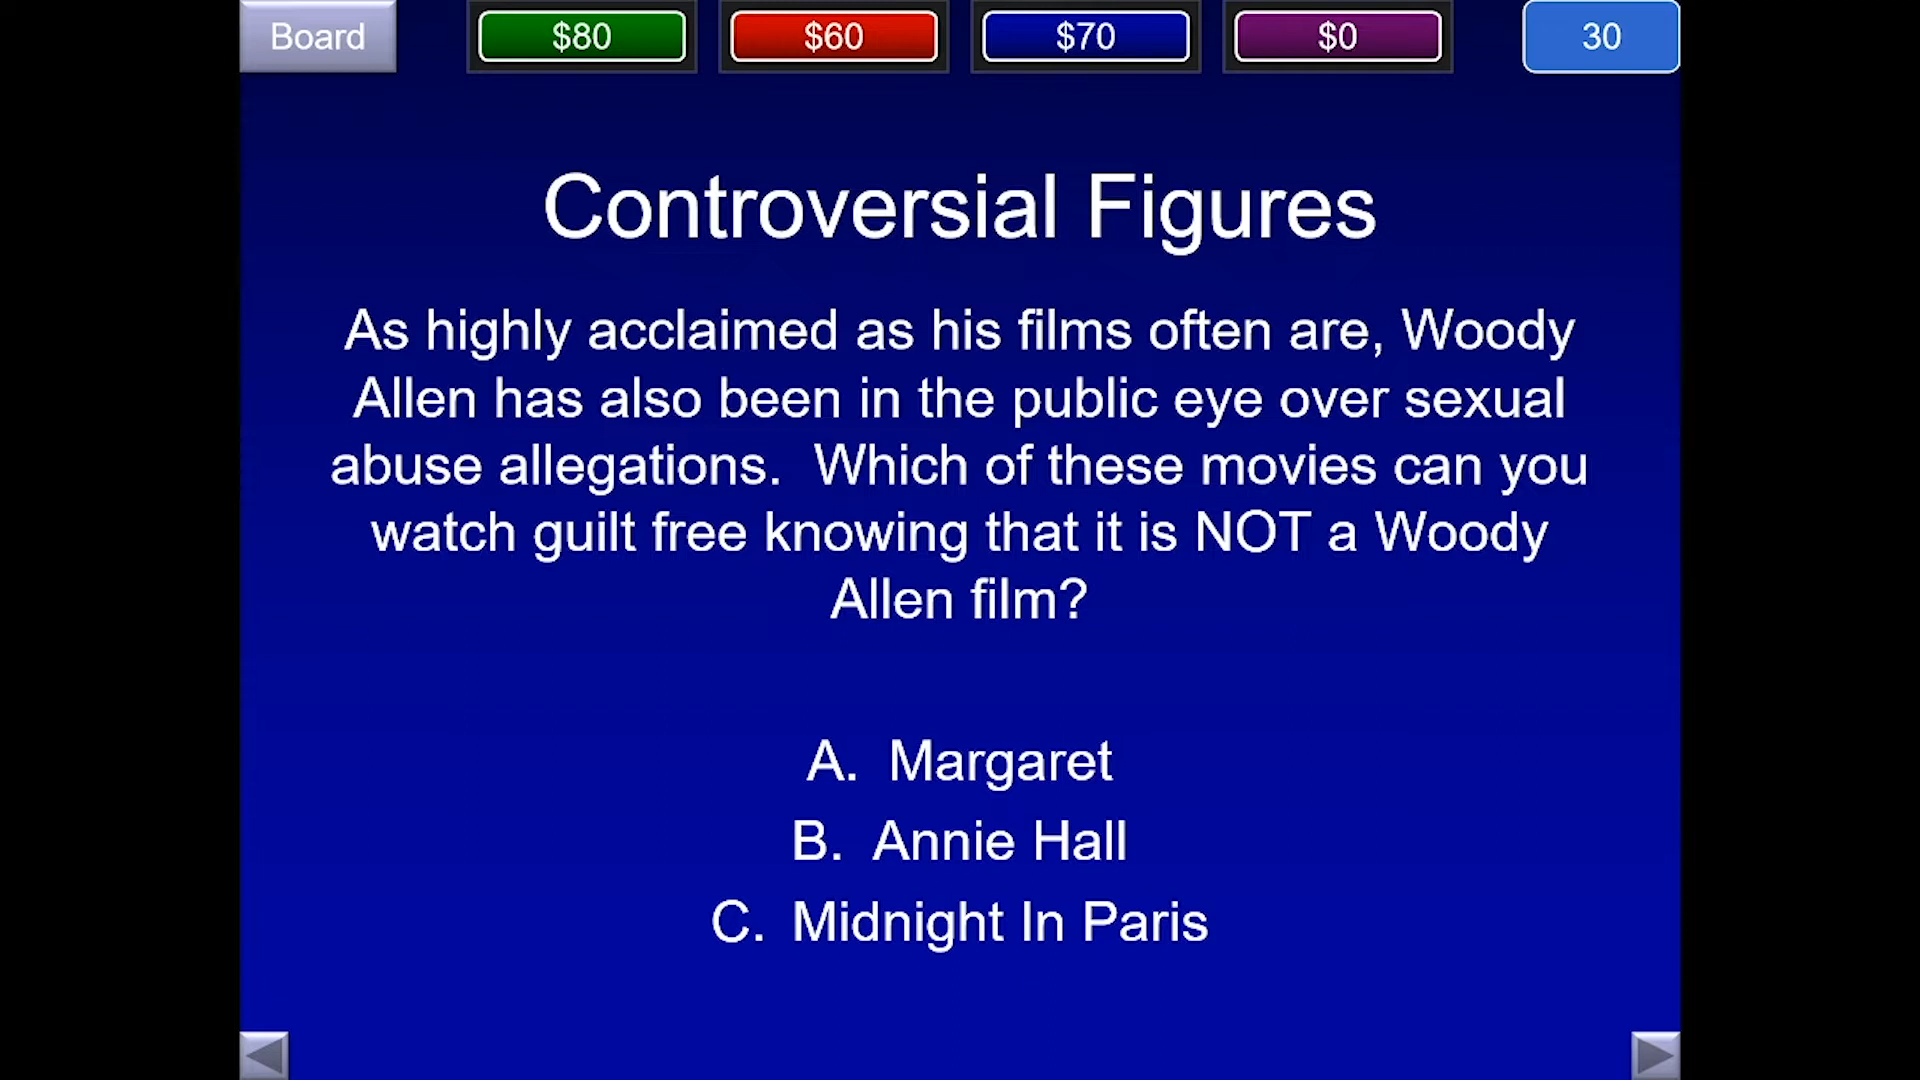 Board
$80
$60
$70
$0
30
Controversial Figures
As highly acclaimed as his films often are, Woody
Allen has also been in the public eye over sexual
abuse allegations.  Which of these movies can you
watch guilt free knowing that it is NOT a Woody
Allen film?
A.  Margaret
B.  Annie Hall
C.  Midnight In Paris